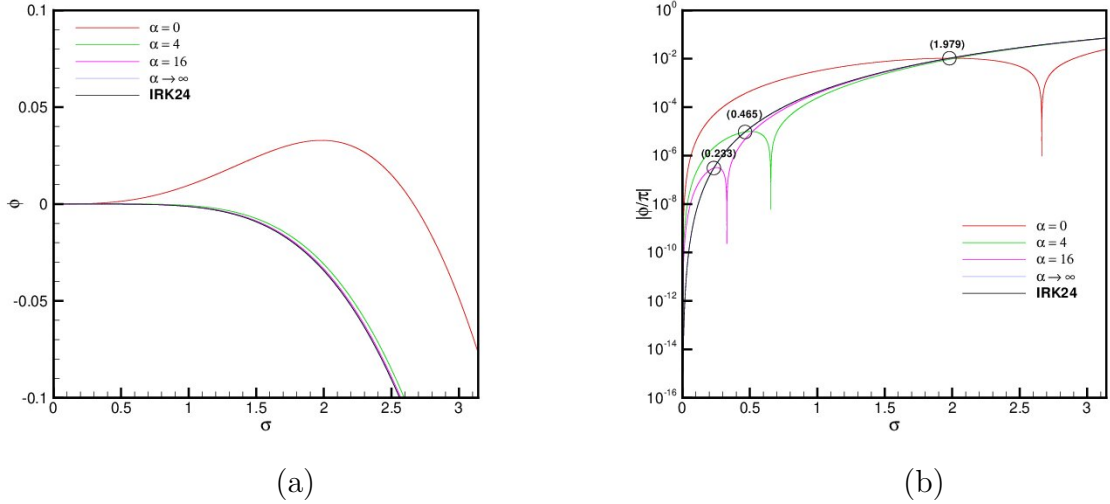 0.1
0.05
0
-0.05
-0.1
ϕ
α = 0
α = 4
α = 16
α → ∞
IRK24
0 0.5 1 1.5 2 2.5 3
σ
(a)
10^2
10^-2
10^-4
10^-6
10^-8
10^-10
10^-12
10^-14
10^-16
|ϕ/π|
(1.979)
(0.465)
(0.233)
α = 0
α = 4
α = 16
α → ∞
IRK24
0 0.5 1 1.5 2 2.5 3
σ
(b)